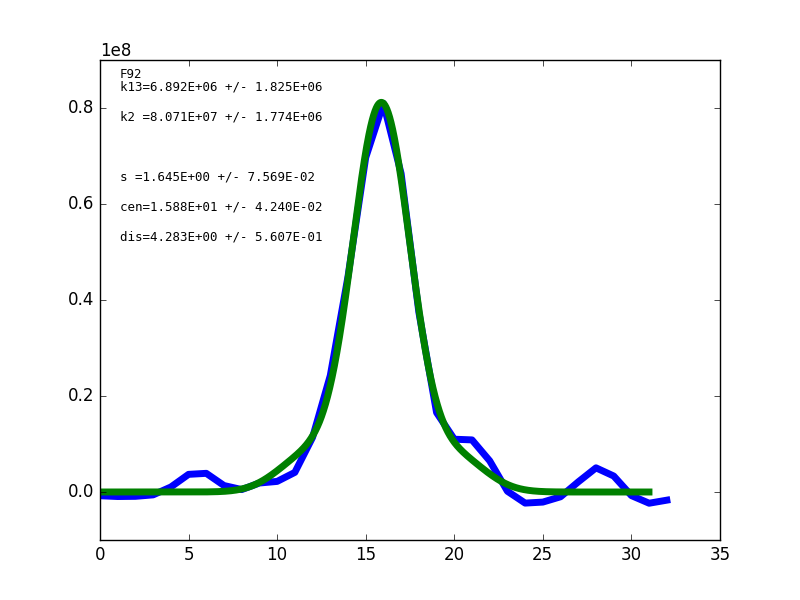 1e8
F92
k13=6.892E+06 +/- 1.825E+06
k2 =8.071E+07 +/- 1.774E+06
s =1.645E+00 +/- 7.569E-02
cen=1.588E+01 +/- 4.240E-02
dis=4.283E+00 +/- 5.607E-01
0.8
0.6
0.4
0.2
0.0
0 5 10 15 20 25 30 35